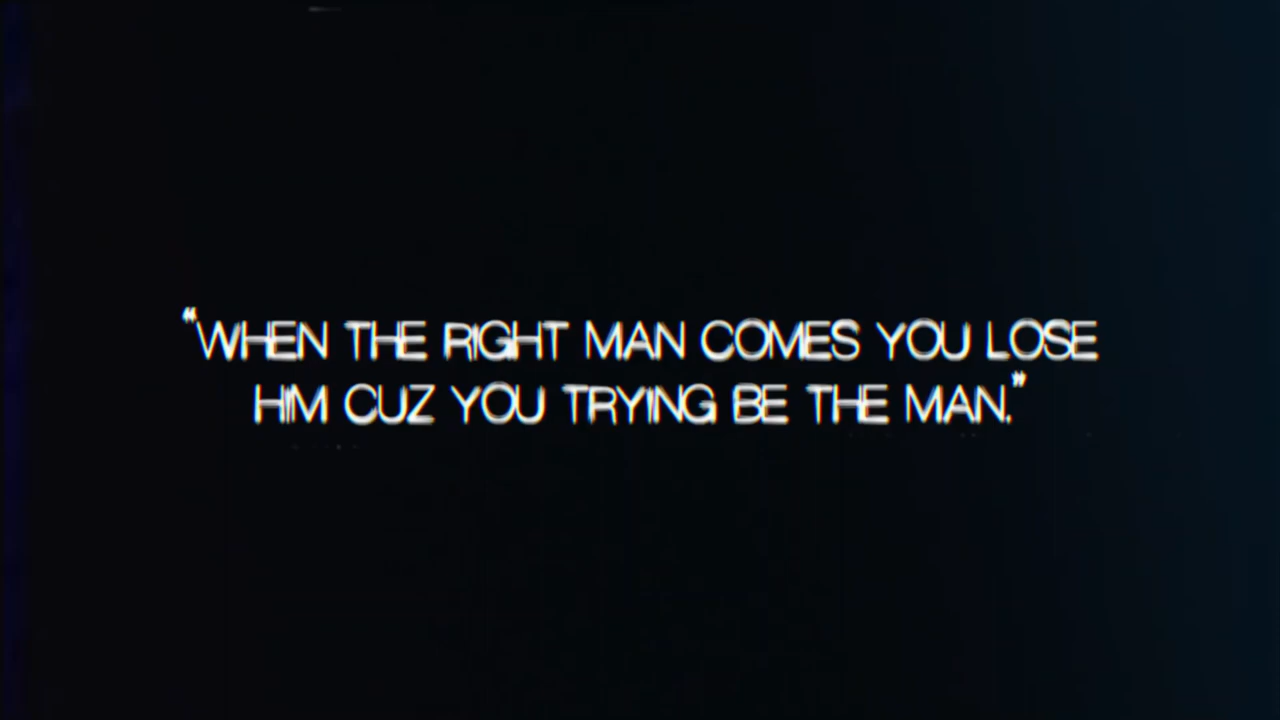 “WHEN THE RIGHT MAN COMES YOU LOSE
HIM CUZ YOU TRYING BE THE MAN.”